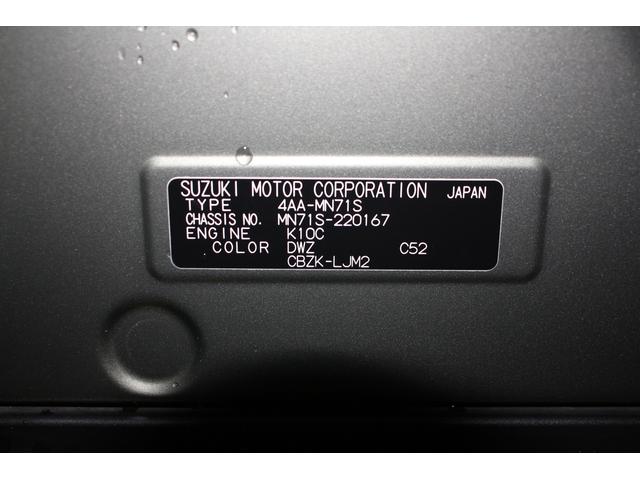 SUZUKI MOTOR CORPORATION JAPAN
TYPE 4AA-MN71S
CHASSIS NO. MN71S-220167
ENGINE K10C
COLOR DWZ C52
CBZK-LJM2